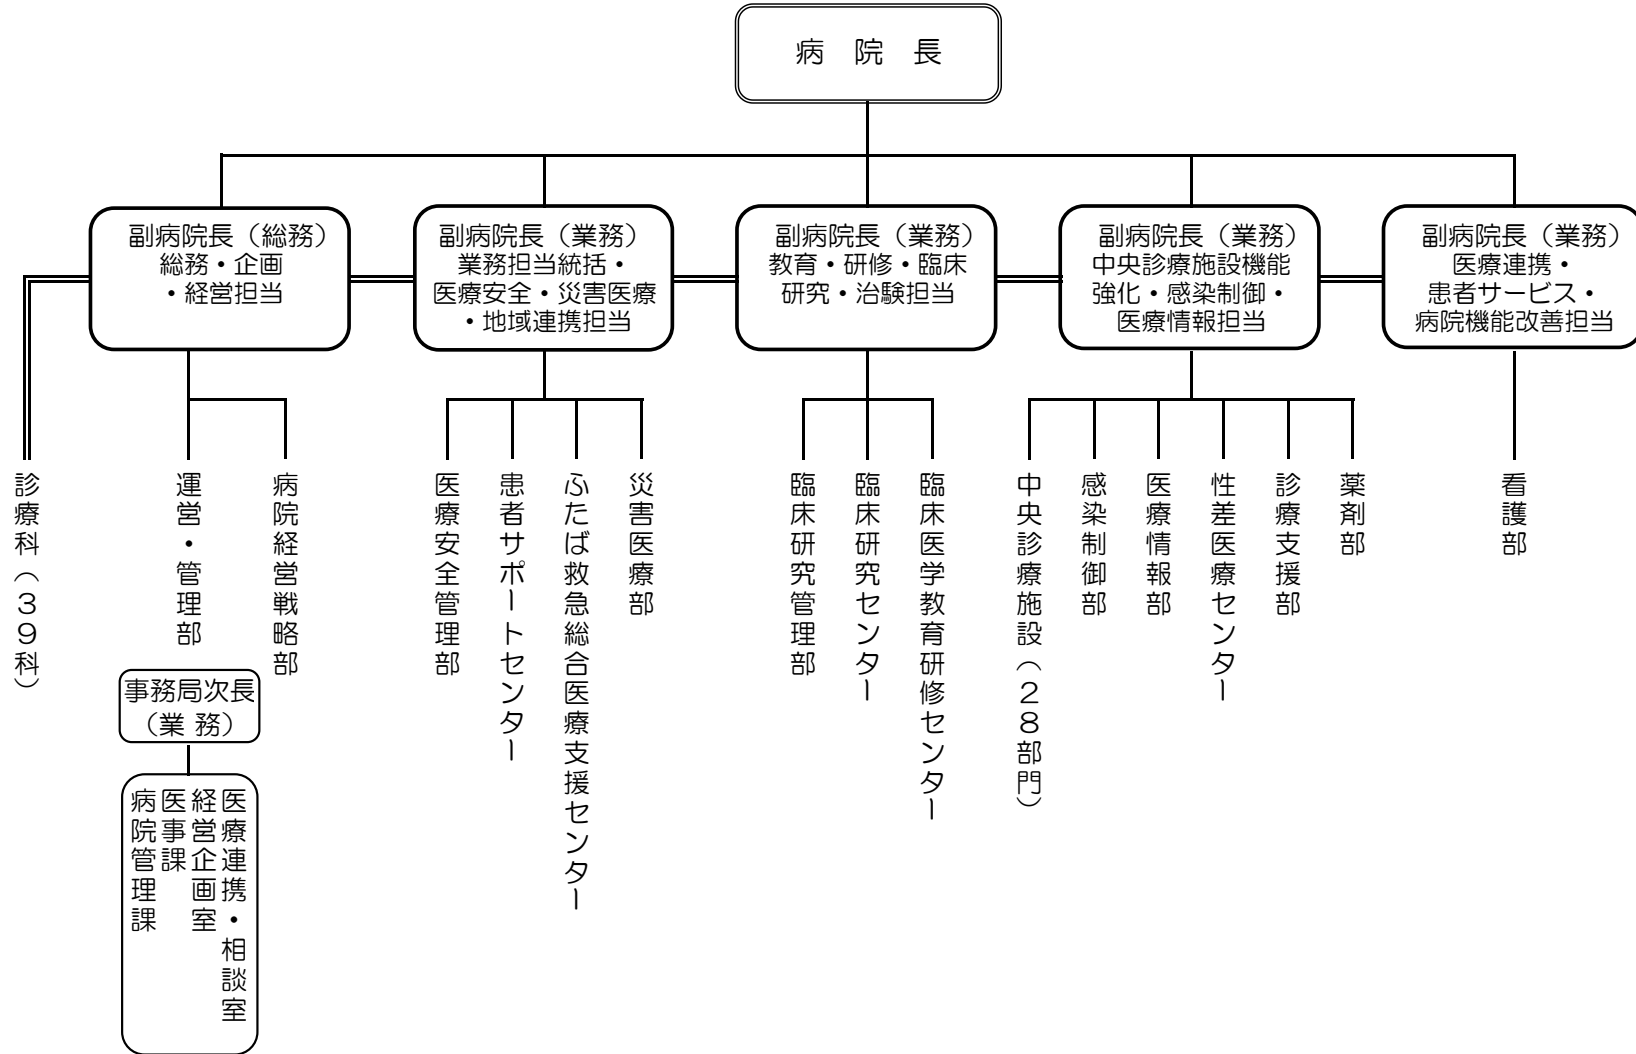 病　院　長
副病院長（総務）
総務・企画
・経営担当
副病院長（業務）
業務担当統括・
医療安全・災害医療
・地域連携担当
副病院長（業務）
教育・研修・臨床
研究・治験担当
副病院長（業務）
中央診療施設機能
強化・感染制御・
医療情報担当
副病院長（業務）
医療連携・
患者サービス・
病院機能改善担当
診療科（３９科）
運営・管理部
病院経営戦略部
医療安全管理部
患者サポートセンター
ふたば救急総合医療支援センター
災害医療部
臨床研究管理部
臨床研究センター
臨床医学教育研修センター
中央診療施設（２８部門）
感染制御部
医療情報部
性差医療センター
診療支援部
薬剤部
看護部
事務局次長
（業 務）
病院管理課
医事課
経営企画室
医療連携・相談室